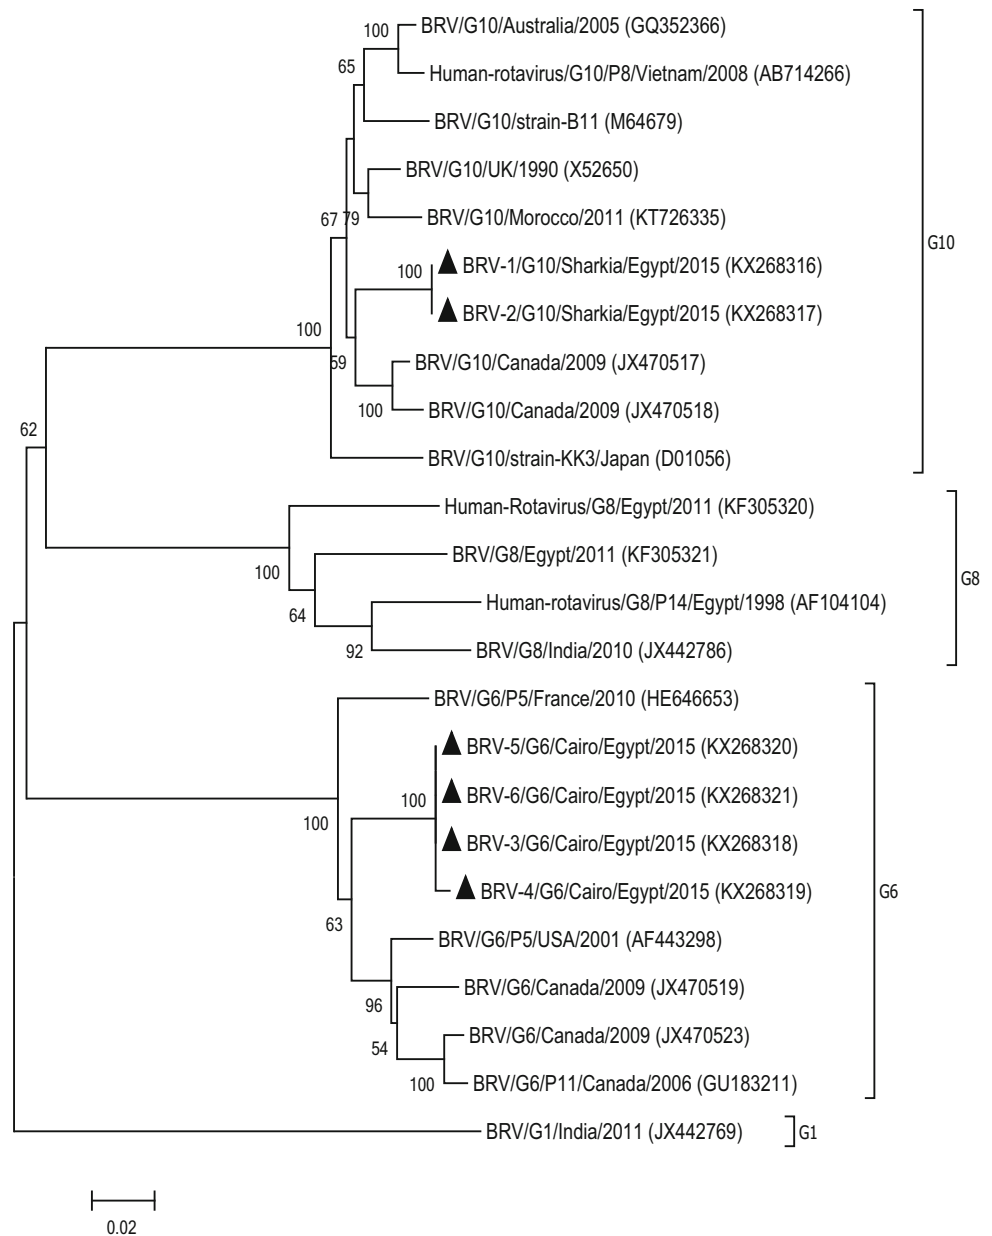 100
BRV/G10/Australia/2005 (GQ352366)
65
Human-rotavirus/G10/P8/Vietnam/2008 (AB714266)
BRV/G10/strain-B11 (M64679)
BRV/G10/UK/1990 (X52650)
67 79
BRV/G10/Morocco/2011 (KT726335)
G10
100
BRV-1/G10/Sharkia/Egypt/2015 (KX268316)
BRV-2/G10/Sharkia/Egypt/2015 (KX268317)
100
59
BRV/G10/Canada/2009 (JX470517)
100
BRV/G10/Canada/2009 (JX470518)
62
BRV/G10/strain-KK3/Japan (D01056)
Human-Rotavirus/G8/Egypt/2011 (KF305320)
BRV/G8/Egypt/2011 (KF305321)
100
G8
64
Human-rotavirus/G8/P14/Egypt/1998 (AF104104)
92
BRV/G8/India/2010 (JX442786)
BRV/G6/P5/France/2010 (HE646653)
BRV-5/G6/Cairo/Egypt/2015 (KX268320)
100
BRV-6/G6/Cairo/Egypt/2015 (KX268321)
100
BRV-3/G6/Cairo/Egypt/2015 (KX268318)
BRV-4/G6/Cairo/Egypt/2015 (KX268319)
G6
63
BRV/G6/P5/USA/2001 (AF443298)
96
BRV/G6/Canada/2009 (JX470519)
54
BRV/G6/Canada/2009 (JX470523)
100
BRV/G6/P11/Canada/2006 (GU183211)
BRV/G1/India/2011 (JX442769)
G1
0.02